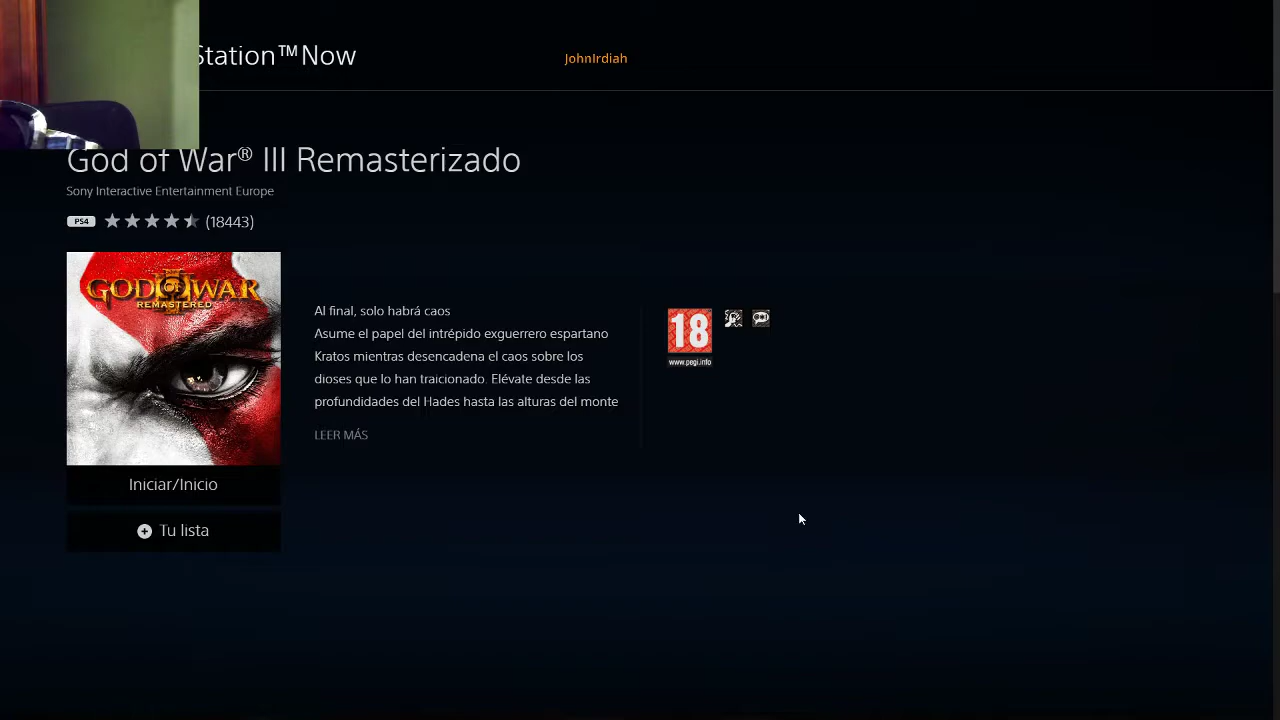 Station™Now
JohnIrdiah
God of War® III Remasterizado
Sony Interactive Entertainment Europe
PS4
(18443)
GOD OF WAR
III
REMASTERED
Al final, solo habrá caos
Asume el papel del intrépido exguerrero espartano
Kratos mientras desencadena el caos sobre los
dioses que lo han traicionado. Elévate desde las
profundidades del Hades hasta las alturas del monte
LEER MÁS
18
www.pegi.info
Iniciar/Inicio
Tu lista